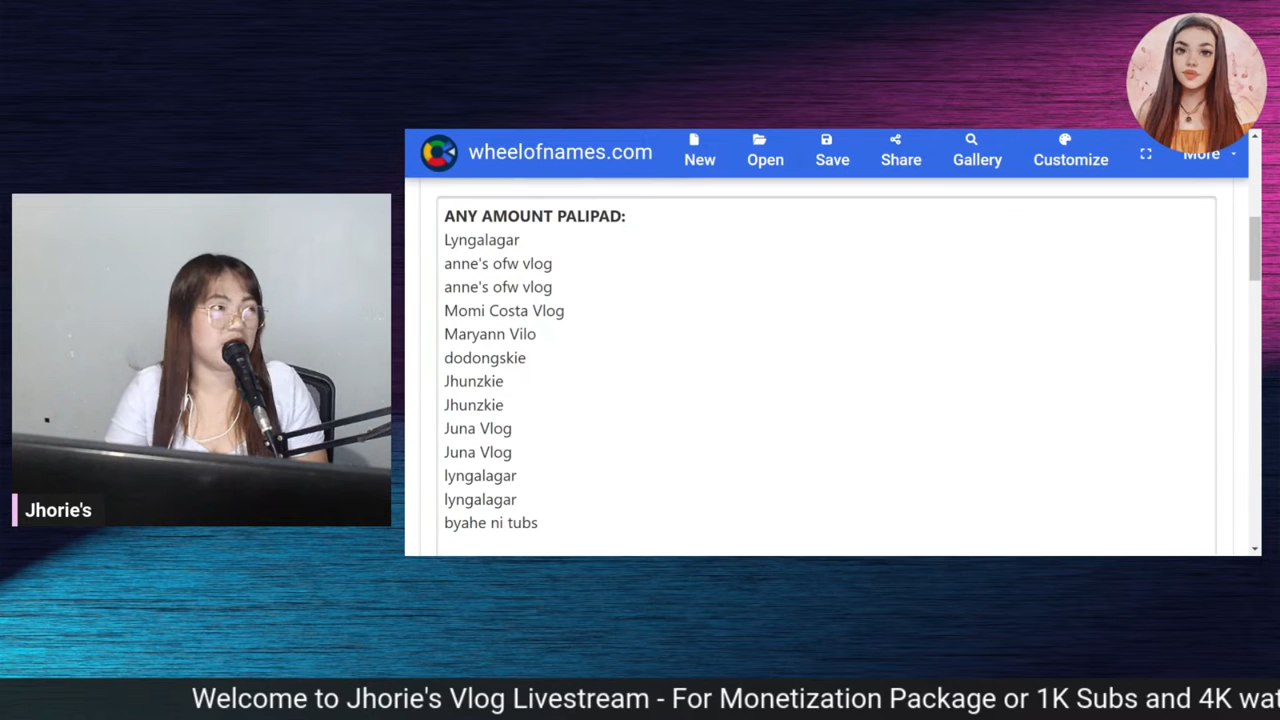 wheelofnames.com
New
Open
Save
Share
Gallery
Customize
More
ANY AMOUNT PALIPAD:
Lyngalagar
anne's ofw vlog
anne's ofw vlog
Momi Costa Vlog
Maryann Vilo
dodongskie
Jhunzkie
Jhunzkie
Juna Vlog
Juna Vlog
lyngalagar
lyngalagar
byahe ni tubs
Jhorie's
Welcome to Jhorie's Vlog Livestream - For Monetization Package or 1K Subs and 4K wat